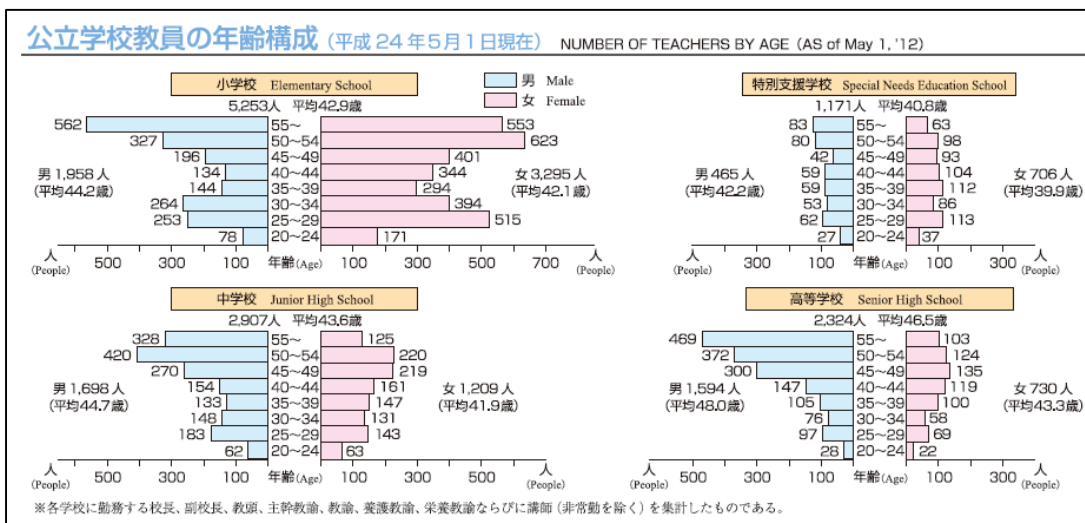 公立学校教員の年齢構成 (平成24年5月1日現在) NUMBER OF TEACHERS BY AGE (AS of May 1, '12)
小学校 Elementary School
5,253人 平均42.9歳
男 Male
女 Female
562 55~ 553
327 50~54 623
196 45~49 401
134 40~44 344
144 35~39 294
264 30~34 394
253 25~29 515
78 20~24 171
男1,958人
(平均44.2歳)
女3,295人
(平均42.1歳)
人 500 300 100 年齢(Age) 100 300 500 700 人
(People) (People)
特別支援学校 Special Needs Education School
1,171人 平均40.8歳
83 55~ 63
80 50~54 98
42 45~49 93
59 40~44 104
59 35~39 112
53 30~34 86
62 25~29 113
27 20~24 37
男465人
(平均42.2歳)
女706人
(平均39.9歳)
人 300 100 年齢(Age) 100 300 人
(People) (People)
中学校 Junior High School
2,907人 平均43.6歳
328 55~ 125
420 50~54 220
270 45~49 219
154 40~44 161
133 35~39 147
148 30~34 131
183 25~29 143
62 20~24 63
男1,698人
(平均44.7歳)
女1,209人
(平均41.9歳)
人 500 300 100 年齢(Age) 100 300 500 人
(People) (People)
高等学校 Senior High School
2,324人 平均46.5歳
469 55~ 103
372 50~54 124
300 45~49 135
147 40~44 119
105 35~39 100
76 30~34 58
97 25~29 69
28 20~24 22
男1,594人
(平均48.0歳)
女730人
(平均43.3歳)
人 500 300 100 年齢(Age) 100 300 人
(People) (People)
※各学校に勤務する校長、副校長、教頭、主幹教諭、教諭、養護教諭、栄養教諭ならびに講師(非常勤を除く)を集計したものである。